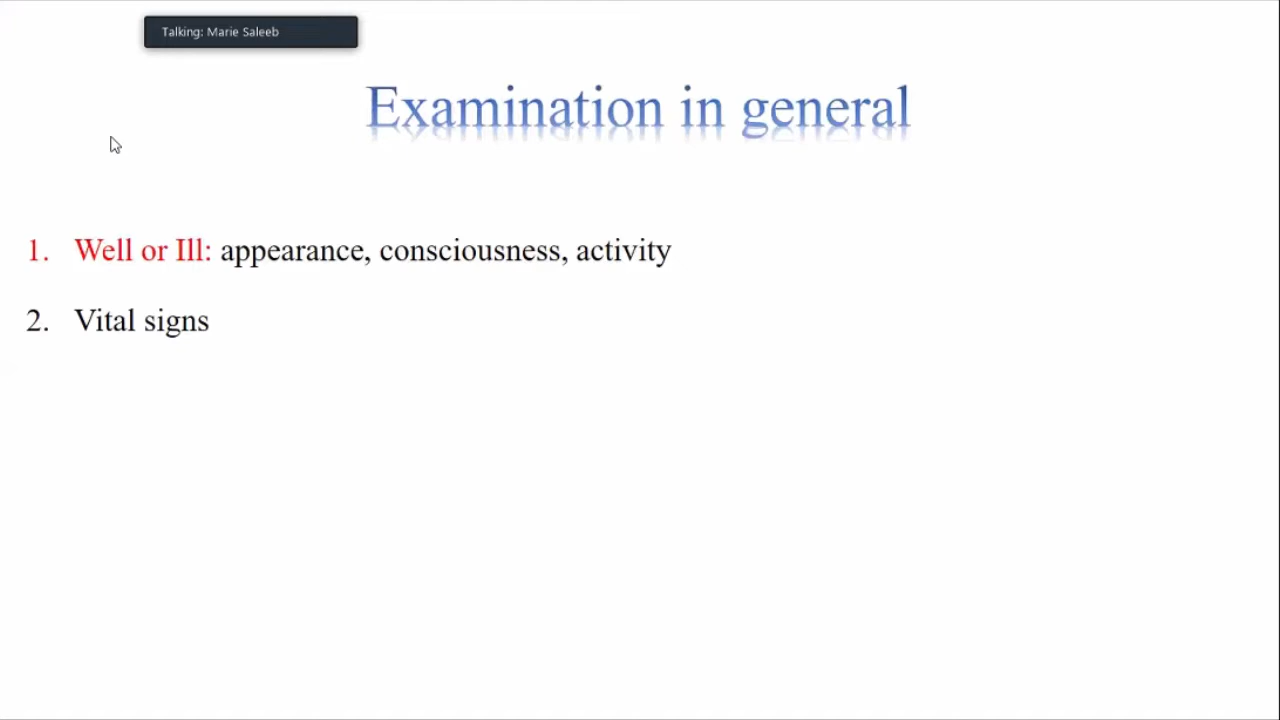 Talking: Marie Saleeb
Examination in general
1. Well or Ill: appearance, consciousness, activity
2. Vital signs